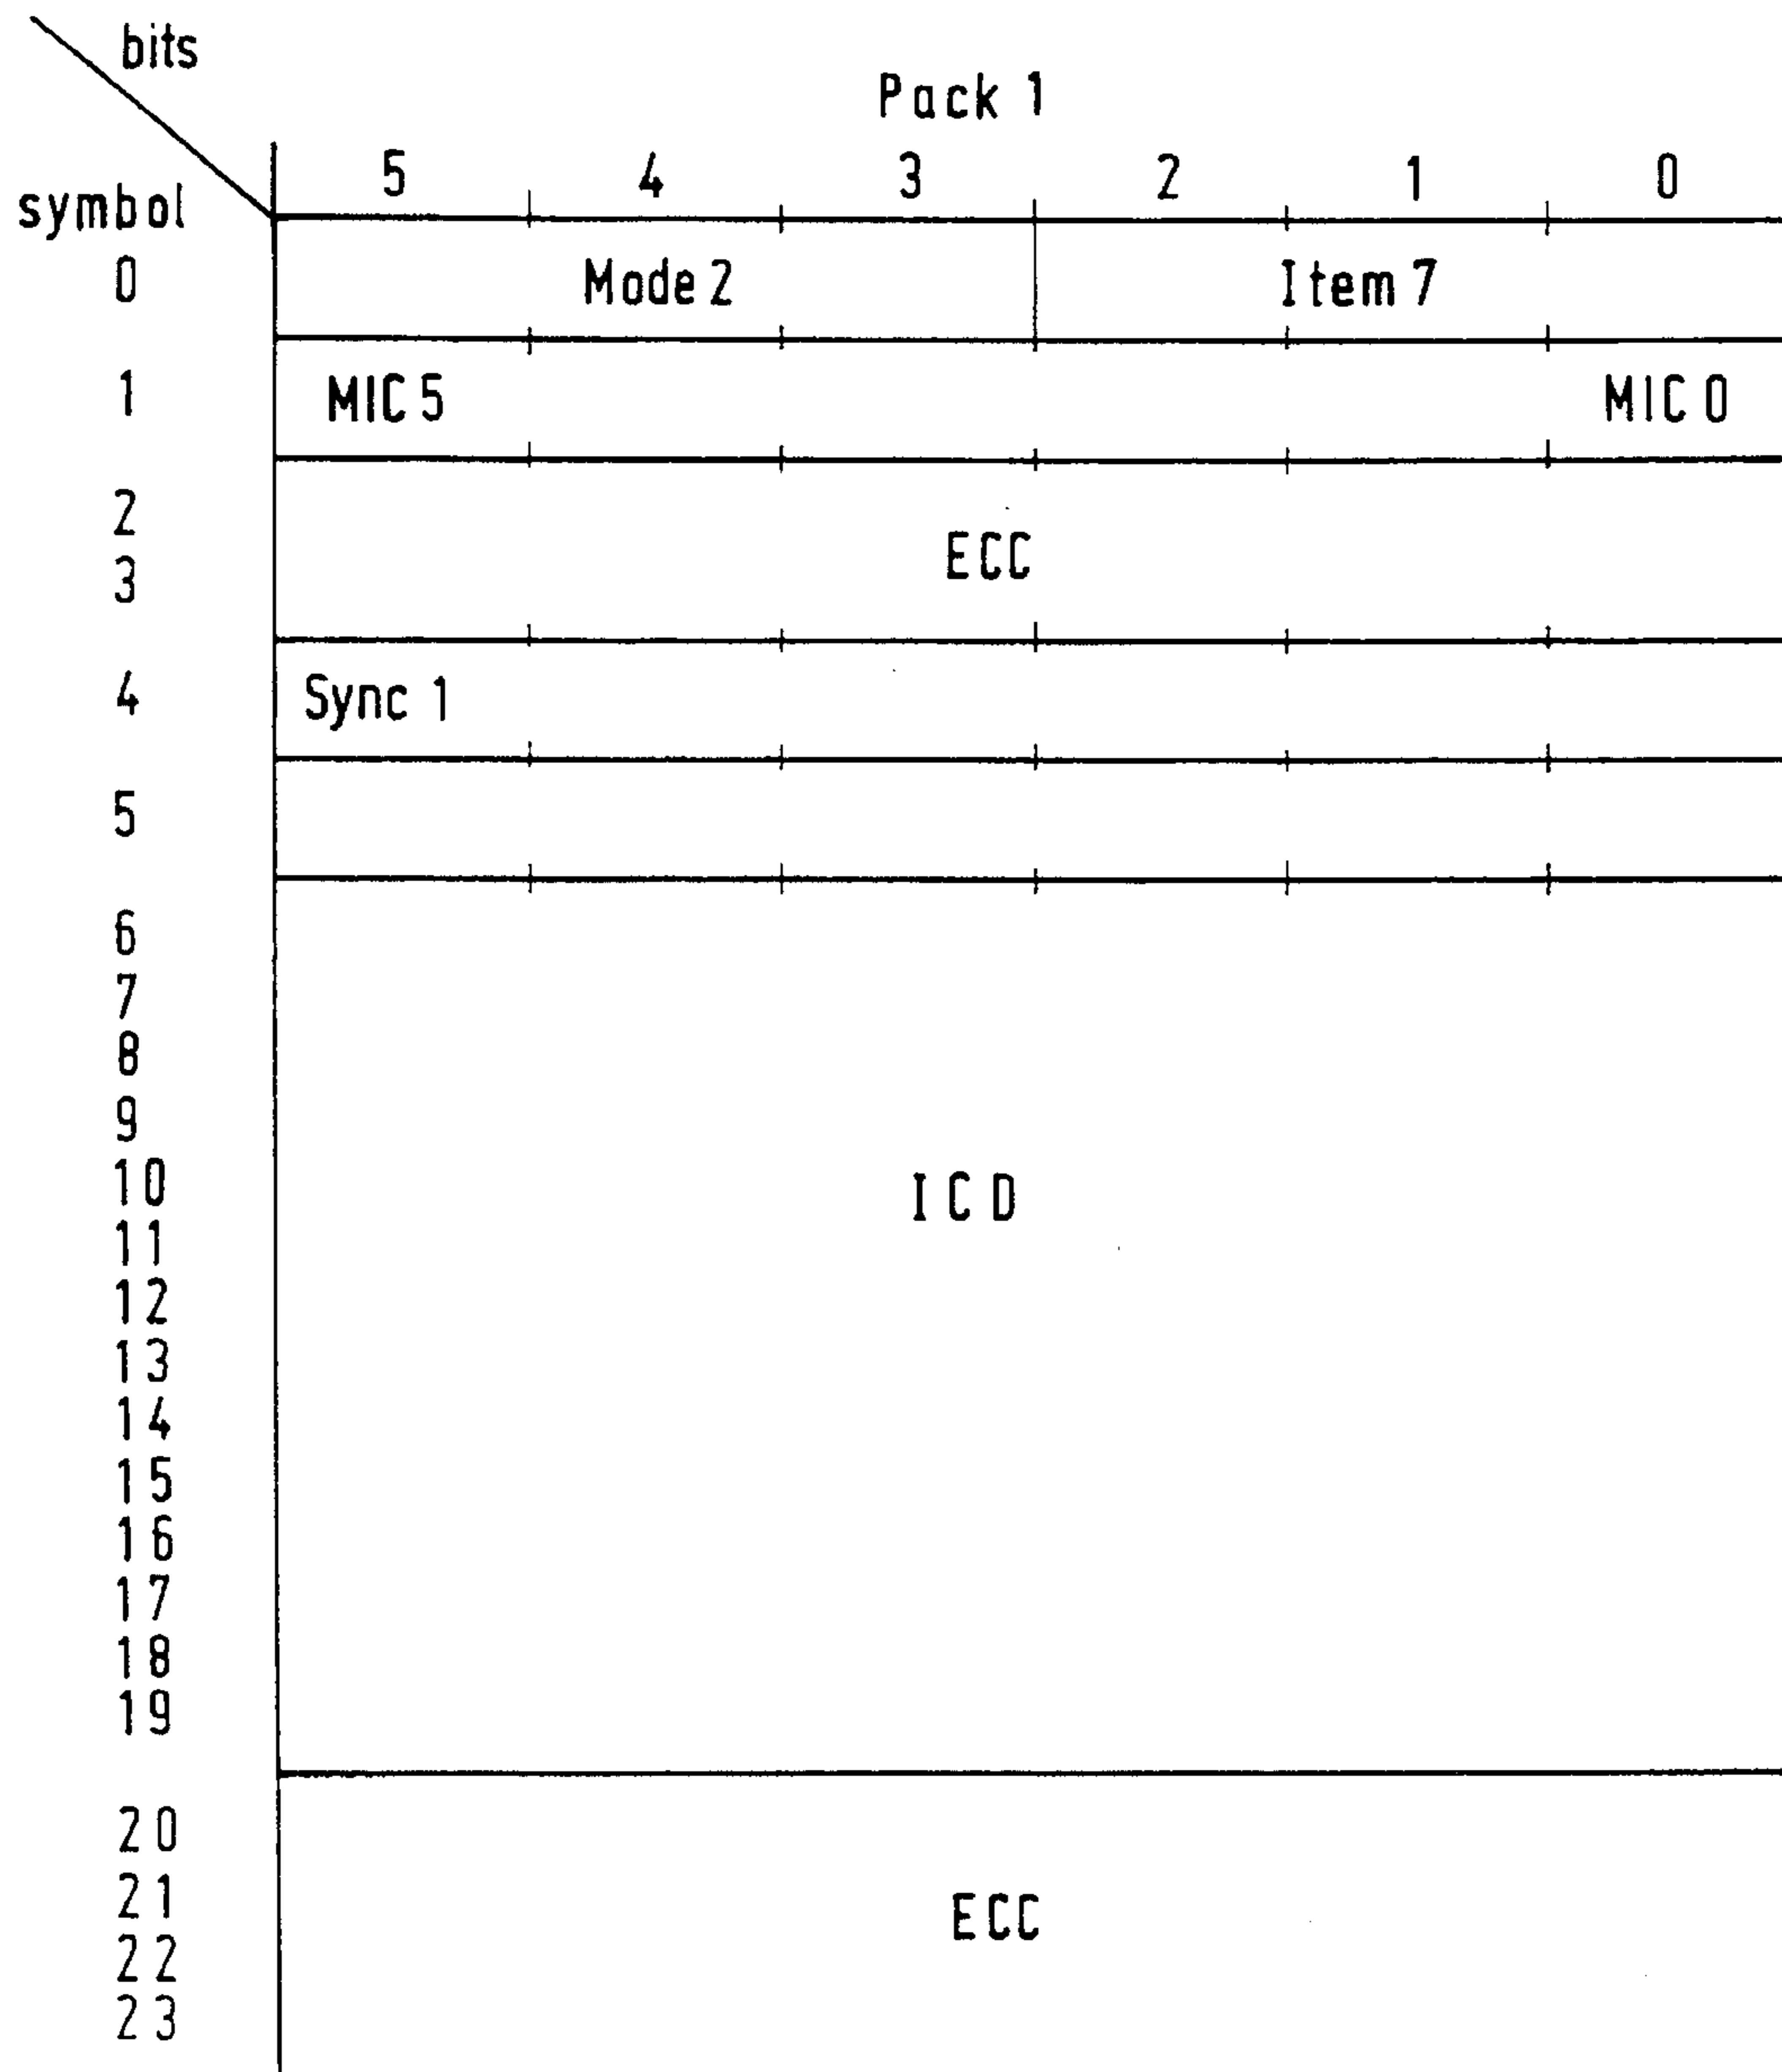 bits
Pack 1
5 4 3 2 1 0
symbol
0 Mode 2 Item 7
1 MIC 5 MIC 0
2
ECC
3
4 Sync 1
5
6
7
8
9
10 ICD
11
12
13
14
15
16
17
18
19
20
21 ECC
22
23